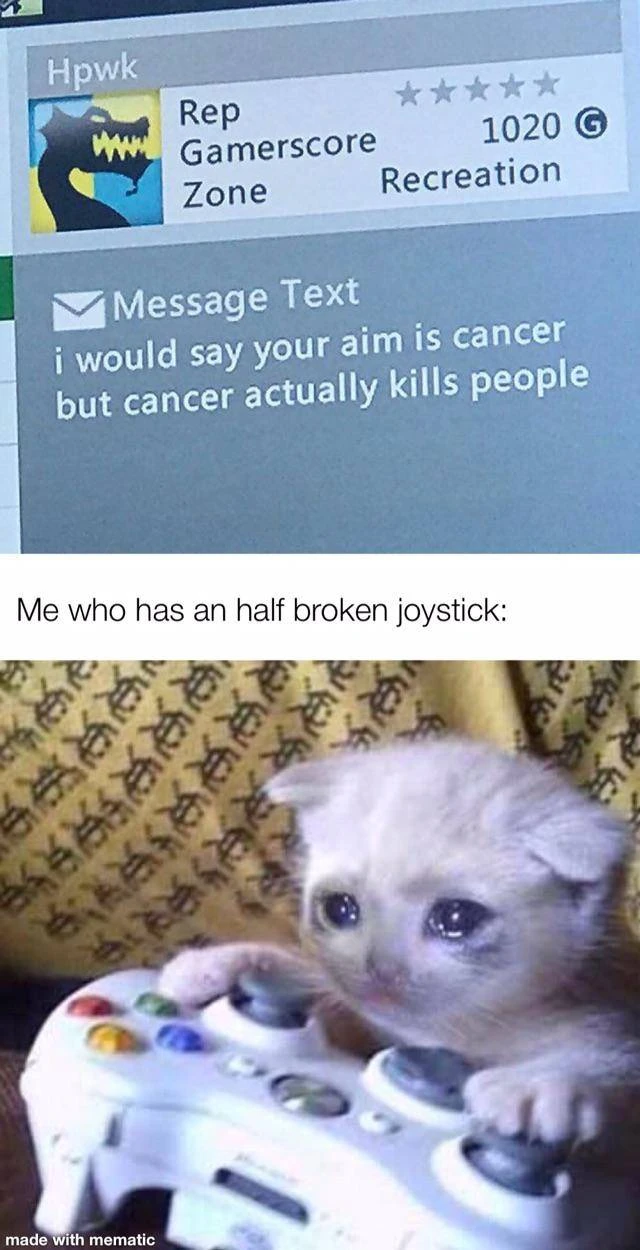 Hpwk
Rep
Gamerscore 1020 G
Zone Recreation
Message Text
i would say your aim is cancer
but cancer actually kills people
Me who has an half broken joystick:
made with mematic